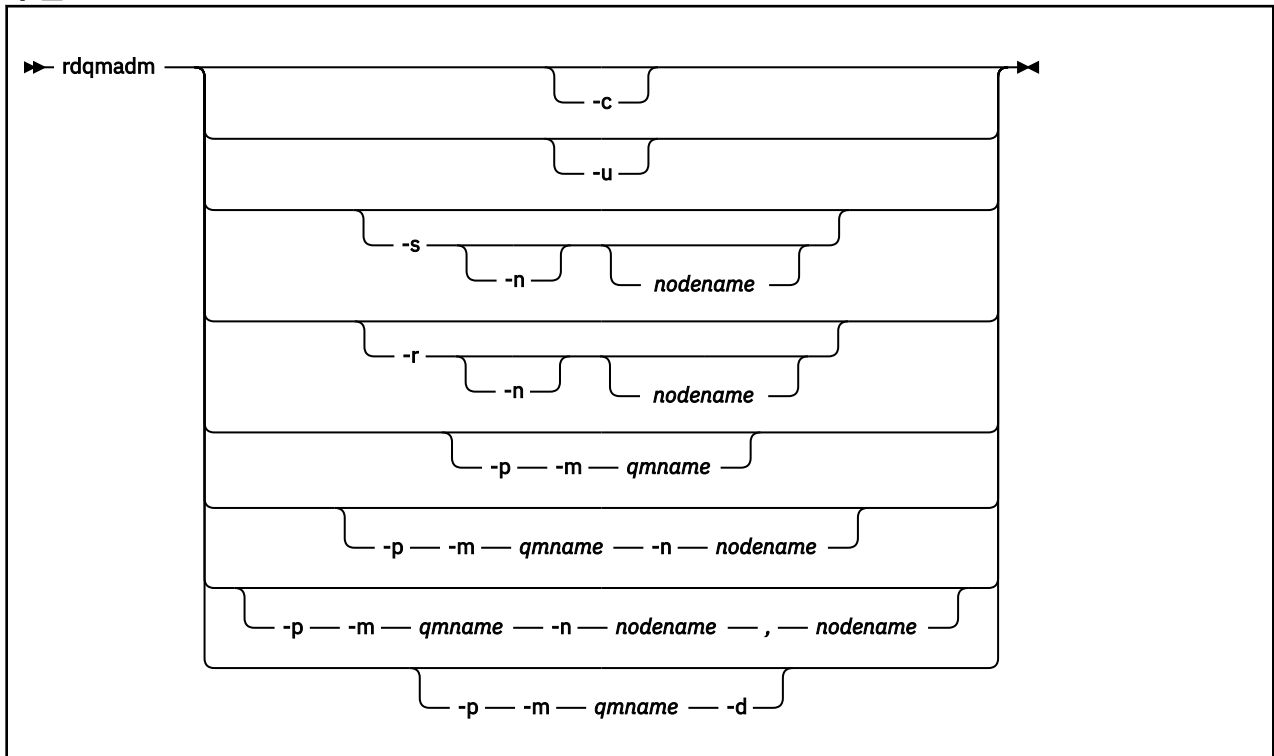 rdqmadm
-c
-u
-s
-n nodename
-r
-n nodename
-p -m qmname
-p -m qmname -n nodename
-p -m qmname -n nodename , nodename
-p -m qmname -d